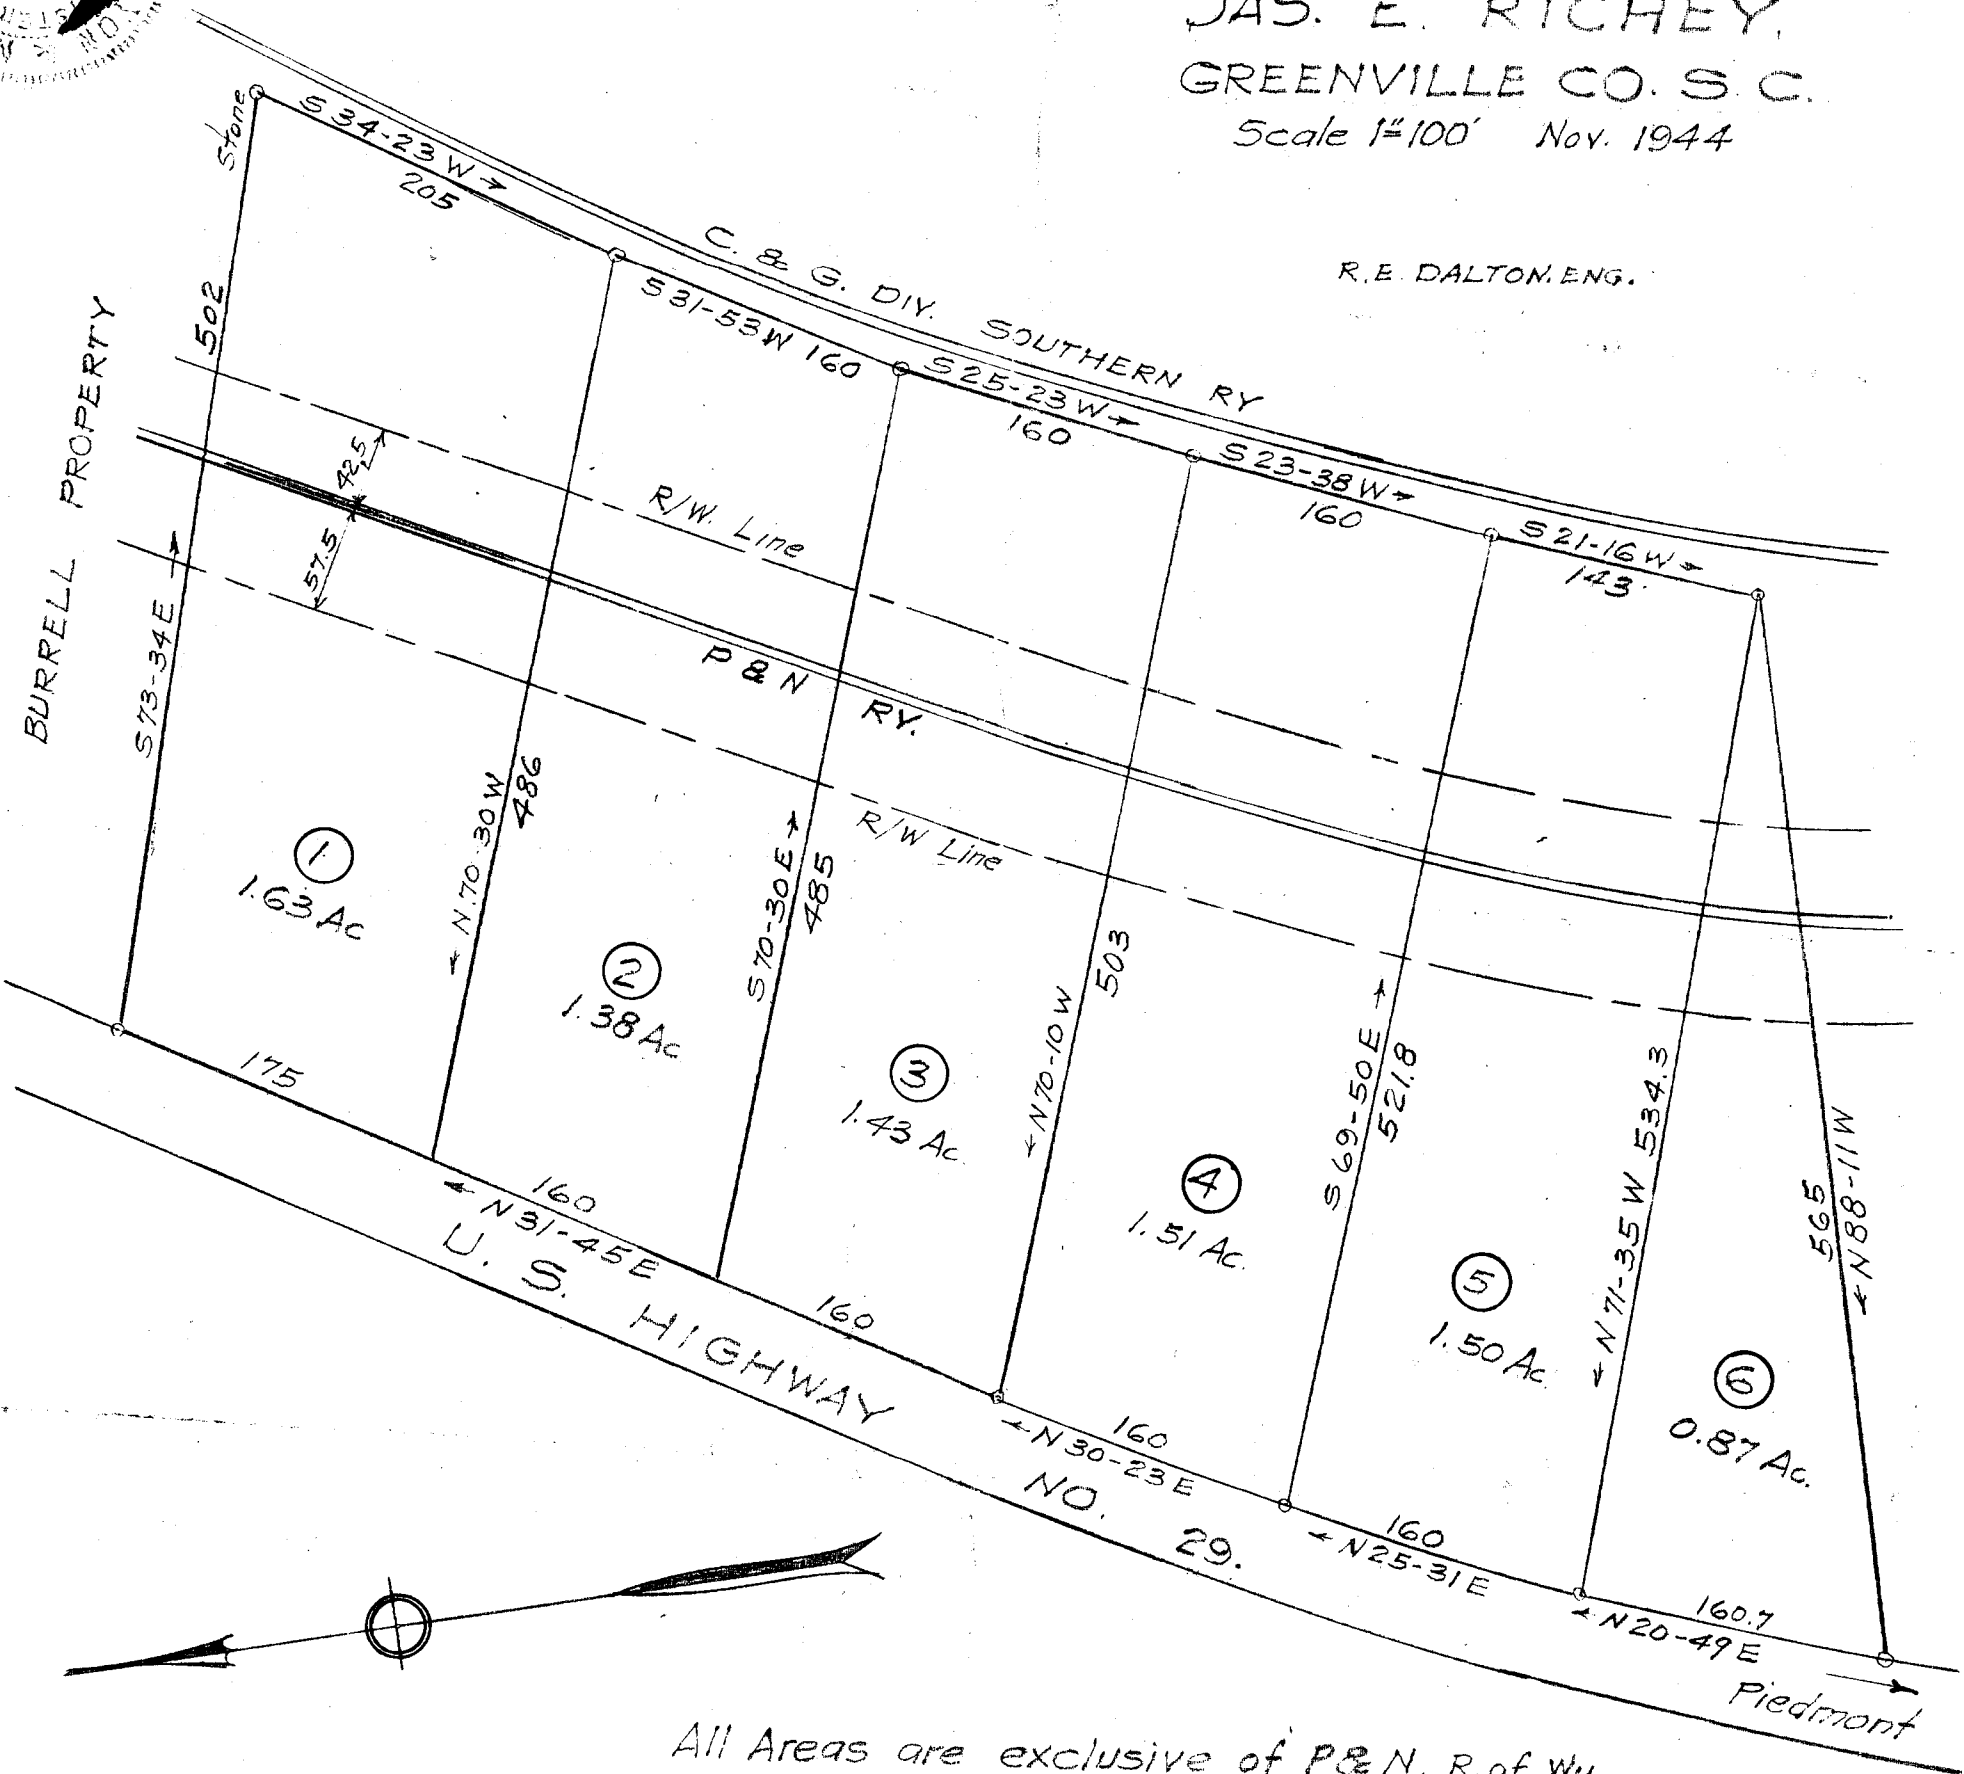 JAS. E. RICHEY.
GREENVILLE CO. S. C.
Scale 1"=100' Nov. 1944
R.E. DALTON. ENG.
Stone
S 34-23 W
205
C. & G. DIV. SOUTHERN RY
S 31-53 W 160
S 25-23 W
160
S 23-38 W
160
S 21-16 W
143
BURRELL PROPERTY
502
S 73-34 E
42.5
57.5
R/W. Line
P & N RY.
R/W Line
N. 70-30 W
486
S 70-30 E
485
N 70-10 W
503
S 69-50 E
521.8
N 71-35 W 534.3
565
N 88-11 W
1
1.63 Ac
2
1.38 Ac
3
1.43 Ac.
4
1.51 Ac.
5
1.50 Ac.
6
0.87 Ac.
175
160
N 31-45 E
160
160
N 30-23 E
160
N 25-31 E
160.7
N 20-49 E
U. S. HIGHWAY NO. 29.
Piedmont
All Areas are exclusive of P. & N. R. of Wy.